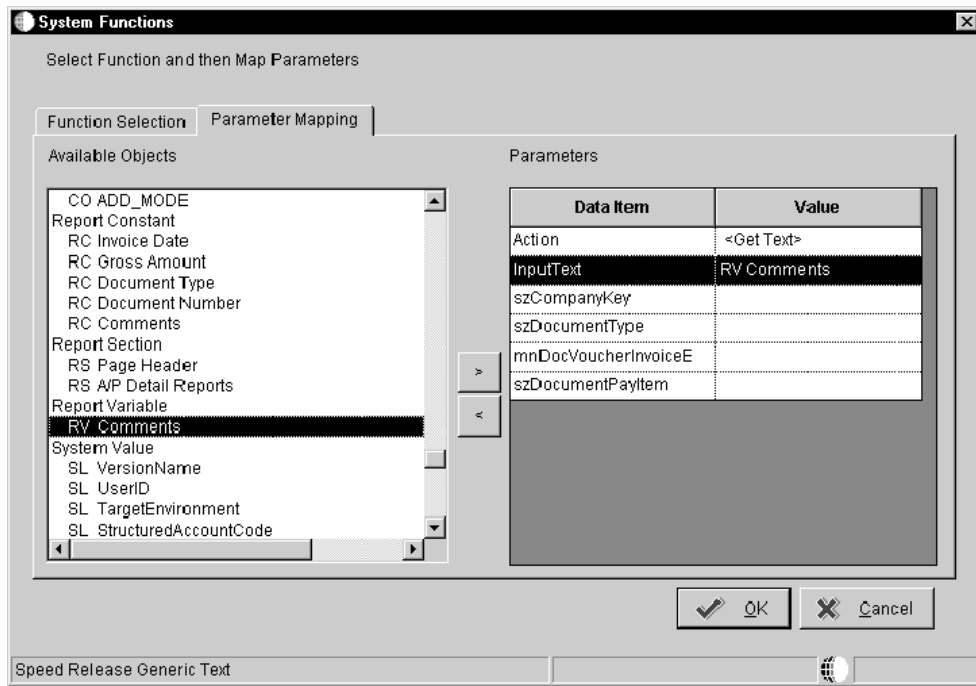 System Functions
Select Function and then Map Parameters
Function Selection
Parameter Mapping
Available Objects
CO ADD_MODE
Report Constant
RC Invoice Date
RC Gross Amount
RC Document Type
RC Document Number
RC Comments
Report Section
RS Page Header
RS A/P Detail Reports
Report Variable
RV Comments
System Value
SL VersionName
SL UserID
SL TargetEnvironment
SL StructuredAccountCode
>
<
Parameters
Data Item Value
Action <Get Text>
InputText RV Comments
szCompanyKey
szDocumentType
mnDocVoucherInvoiceE
szDocumentPayItem
OK
Cancel
Speed Release Generic Text